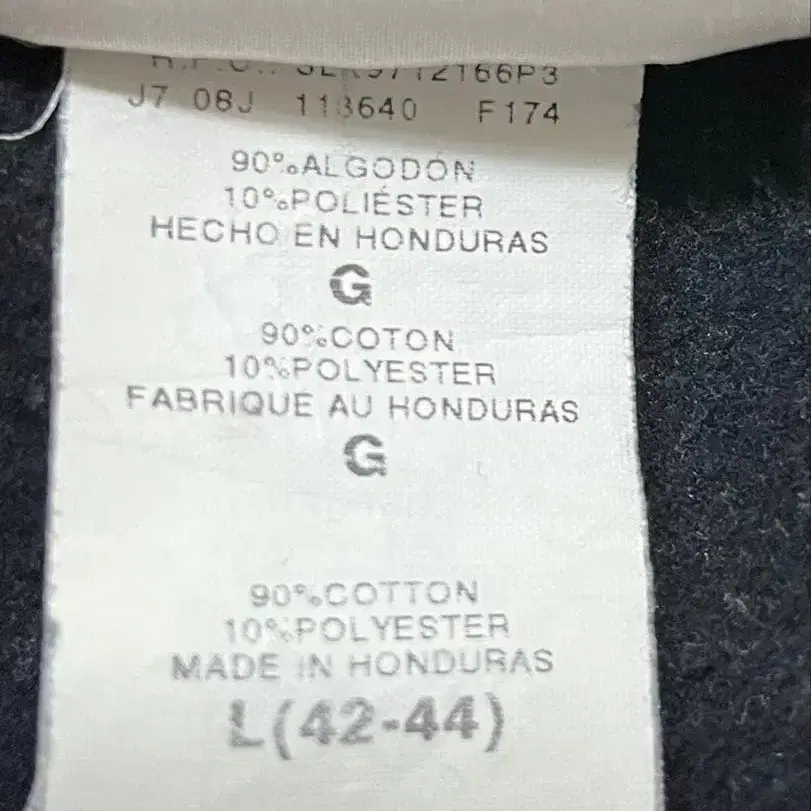 J7 08J 113640 F174
90%ALGODÓN
10%POLIÉSTER
HECHO EN HONDURAS
G
90%COTON
10%POLYESTER
FABRIQUE AU HONDURAS
G
90%COTTON
10%POLYESTER
MADE IN HONDURAS
L(42-44)